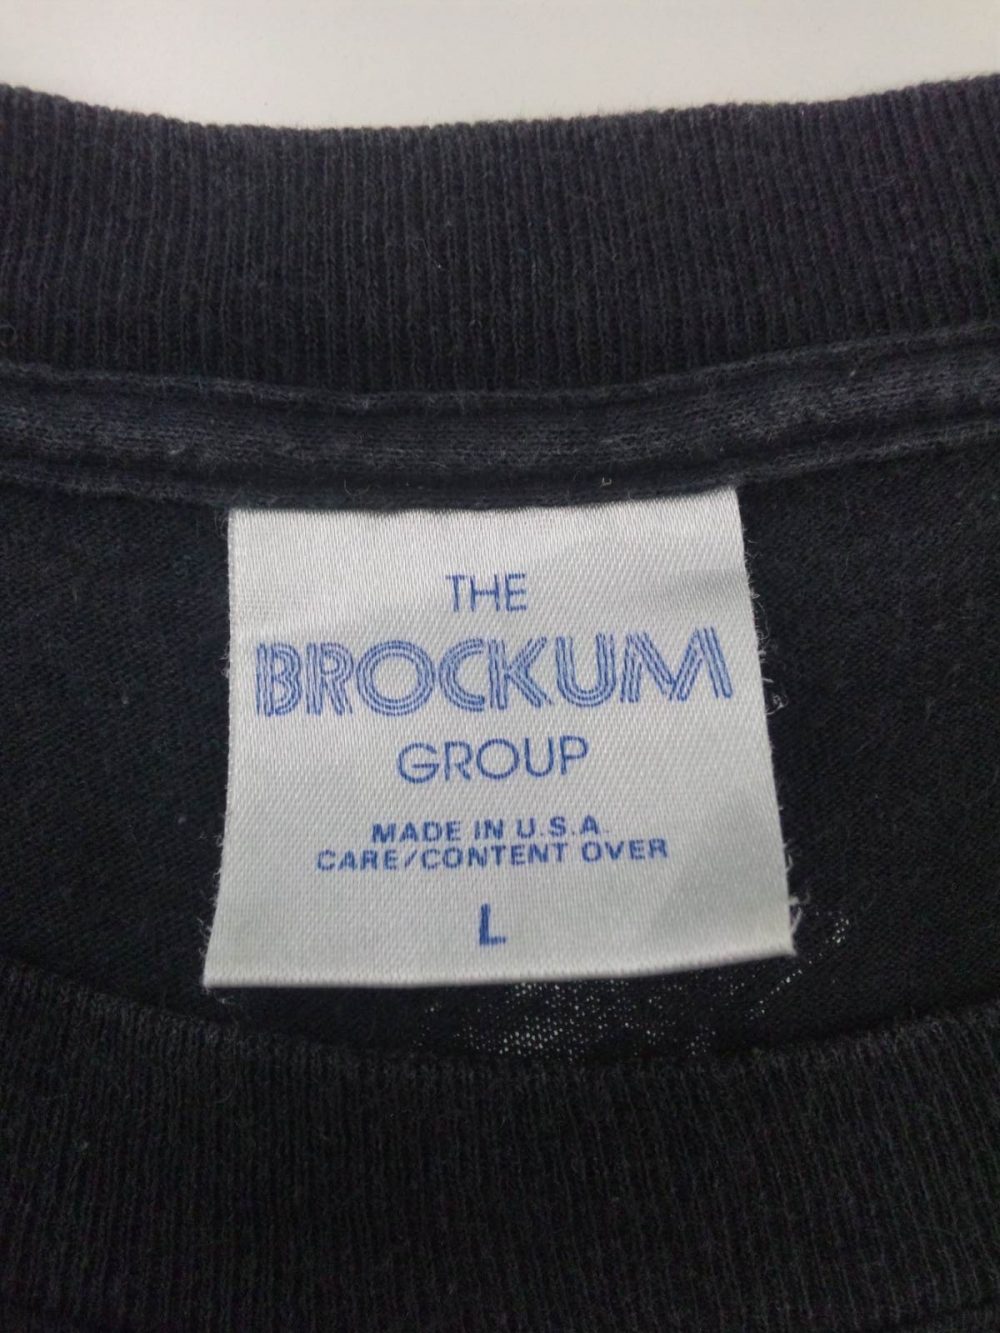 THE
BROCKUM
GROUP
MADE IN U.S.A.
CARE/CONTENT OVER
L